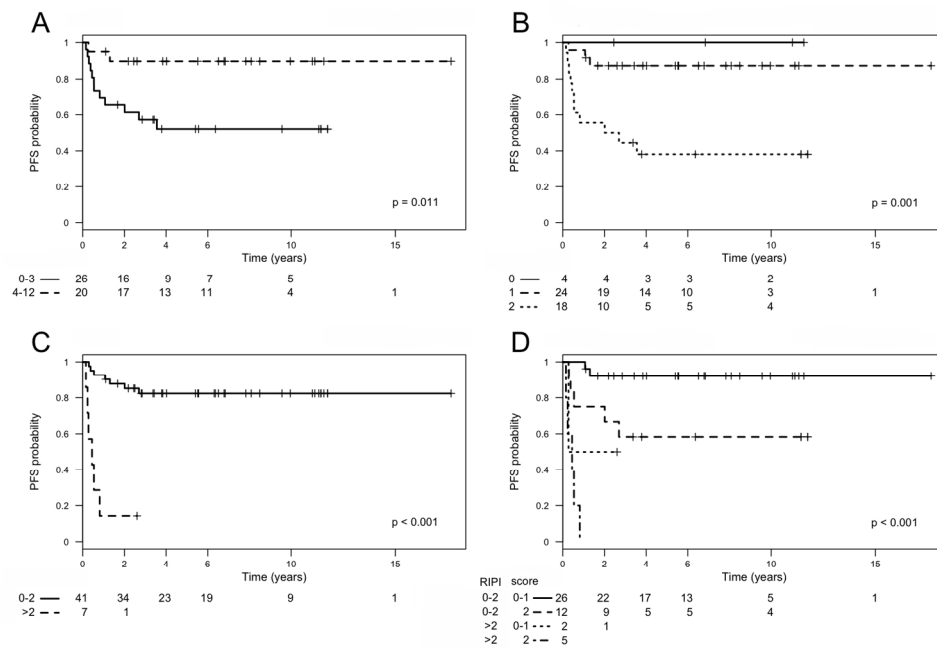 A
PFS probability
1
0.8
0.6
0.4
0.2
0
p = 0.011
0 2 4 6 10 15
Time (years)
0-3 26 16 9 7 5
4-12 20 17 13 11 4 1
B
PFS probability
1
0.8
0.6
0.4
0.2
0
p = 0.001
0 2 4 6 10 15
Time (years)
0 4 4 3 3 2
1 24 19 14 10 3 1
2 18 10 5 5 4
C
PFS probability
1
0.8
0.6
0.4
0.2
0
p < 0.001
0 2 4 6 10 15
Time (years)
0-2 41 34 23 19 9 1
>2 7 1
D
PFS probability
1
0.8
0.6
0.4
0.2
0
p < 0.001
0 2 4 6 10 15
Time (years)
RIPI score
0-2 0-1 26 22 17 13 5 1
0-2 2 12 9 5 5 4
>2 0-1 2 1
>2 2 5